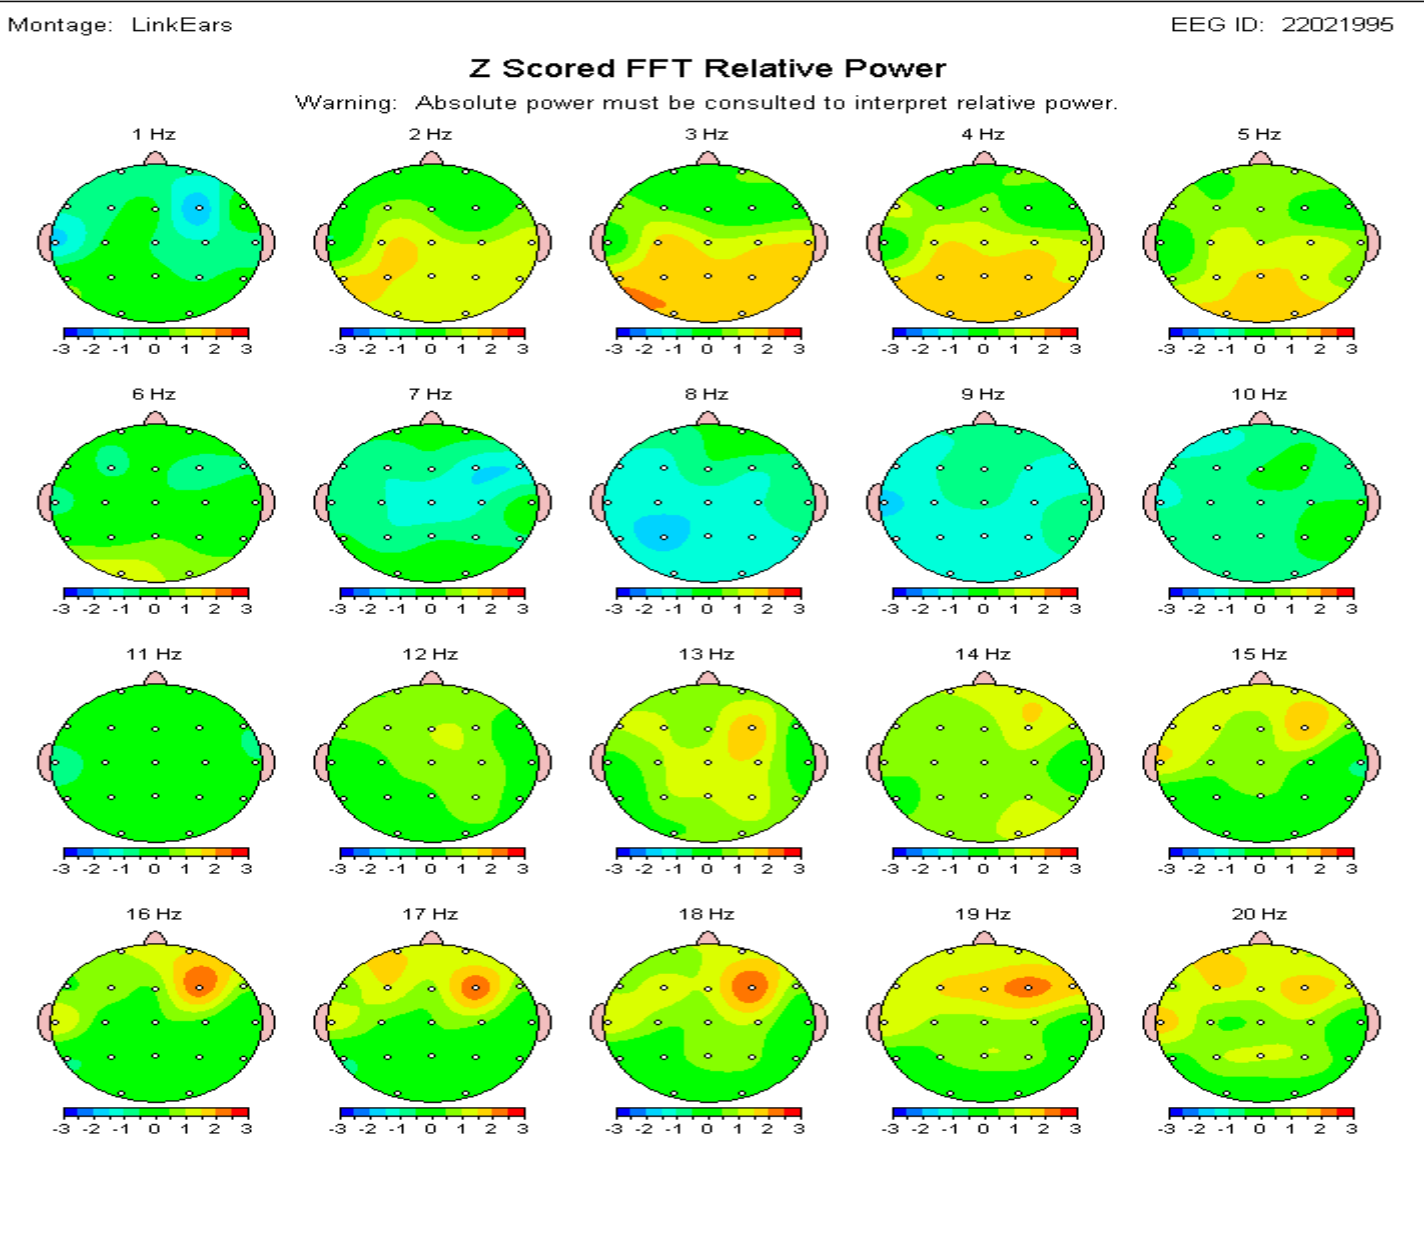 Montage: LinkEars EEG ID: 22021995
Z Scored FFT Relative Power
Warning: Absolute power must be consulted to interpret relative power.
1 Hz 2 Hz 3 Hz 4 Hz 5 Hz
-3 -2 -1 0 1 2 3 -3 -2 -1 0 1 2 3 -3 -2 -1 0 1 2 3 -3 -2 -1 0 1 2 3 -3 -2 -1 0 1 2 3
6 Hz 7 Hz 8 Hz 9 Hz 10 Hz
-3 -2 -1 0 1 2 3 -3 -2 -1 0 1 2 3 -3 -2 -1 0 1 2 3 -3 -2 -1 0 1 2 3 -3 -2 -1 0 1 2 3
11 Hz 12 Hz 13 Hz 14 Hz 15 Hz
-3 -2 -1 0 1 2 3 -3 -2 -1 0 1 2 3 -3 -2 -1 0 1 2 3 -3 -2 -1 0 1 2 3 -3 -2 -1 0 1 2 3
16 Hz 17 Hz 18 Hz 19 Hz 20 Hz
-3 -2 -1 0 1 2 3 -3 -2 -1 0 1 2 3 -3 -2 -1 0 1 2 3 -3 -2 -1 0 1 2 3 -3 -2 -1 0 1 2 3